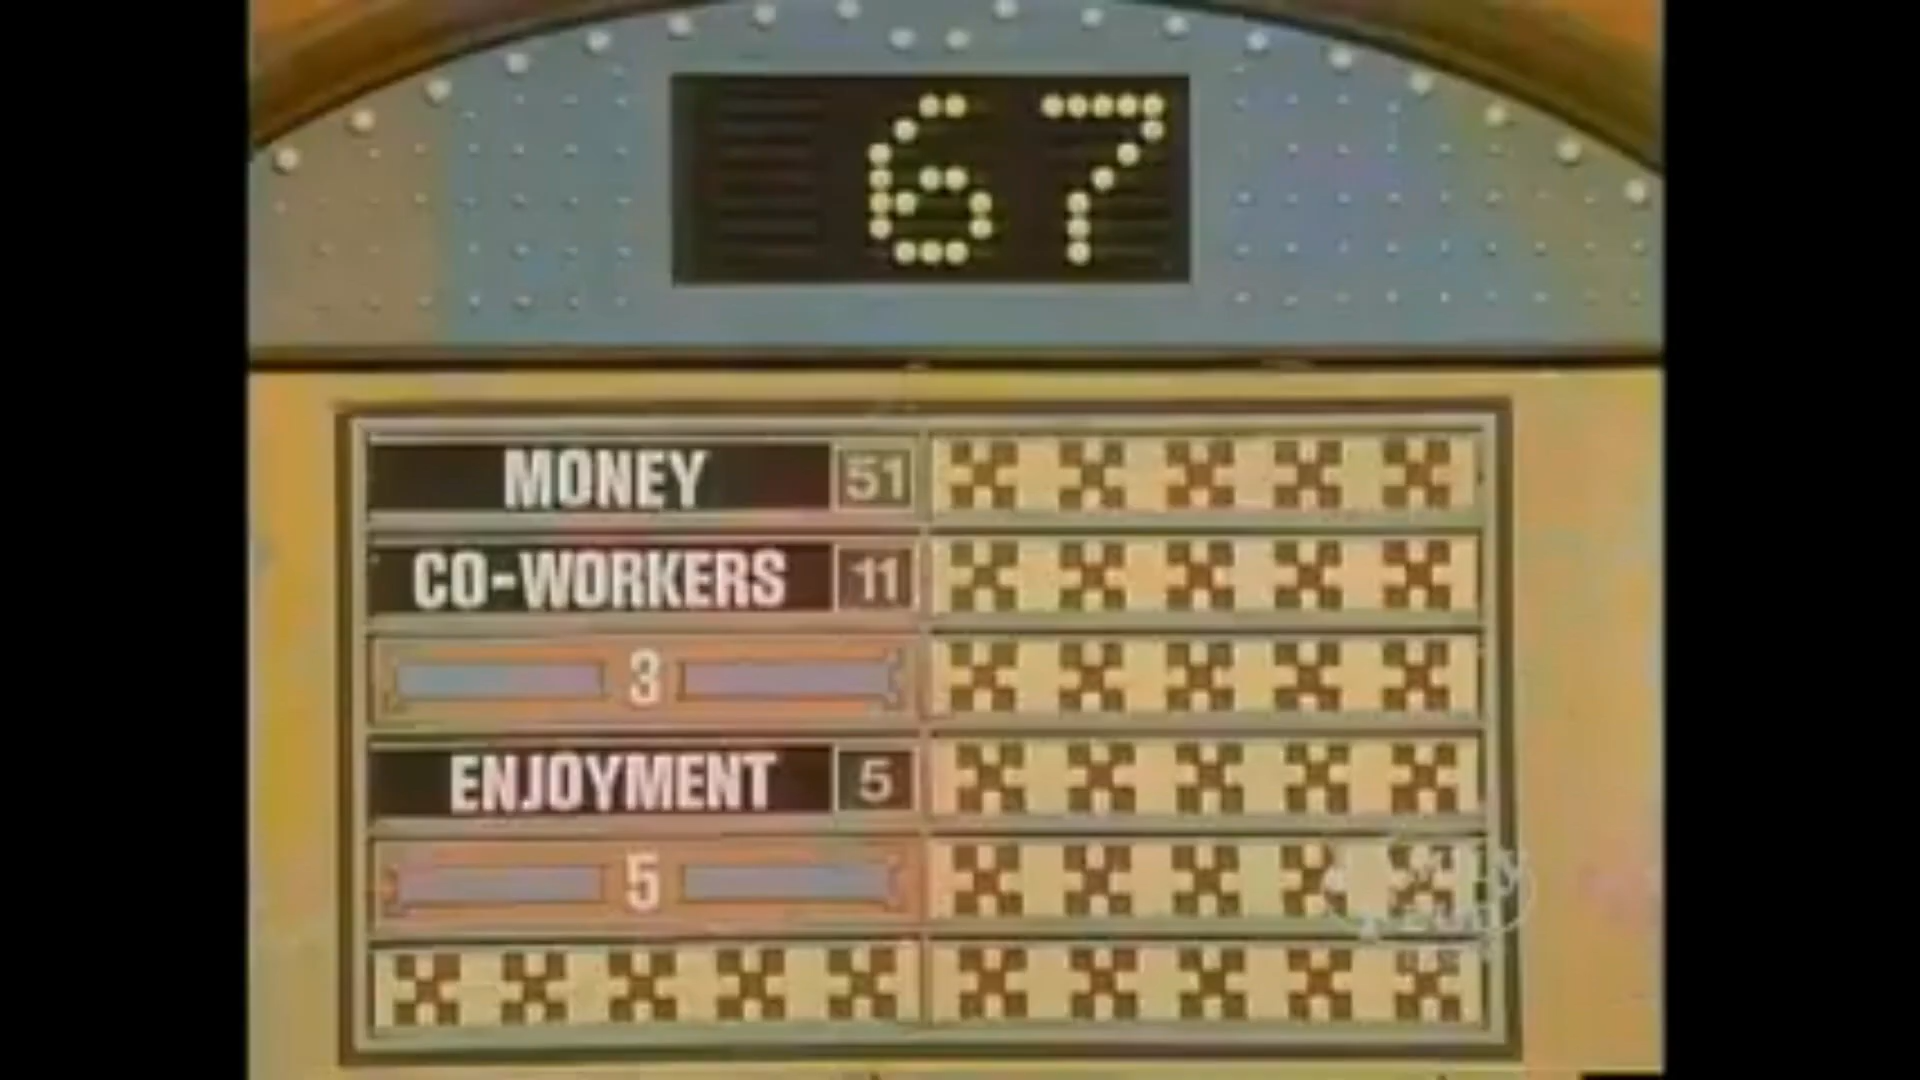 67
MONEY 51
CO-WORKERS 11
3
ENJOYMENT 5
5